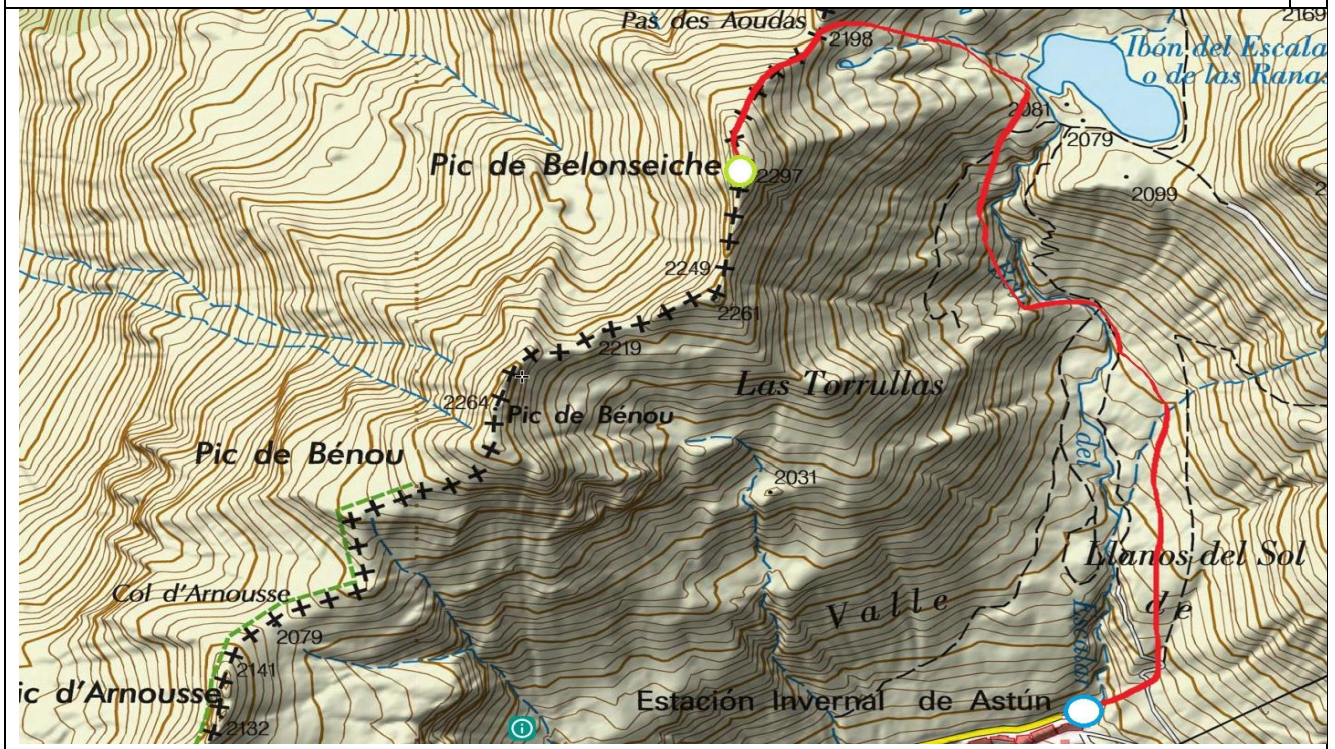 Pas des Aoudas
2198
2169
Ibón del Escala
o de las Rana
2081
2079
Pic de Belonseiche
2297
2099
2249
2261
2219
Las Torrullas
2264
Pic de Bénou
Pic de Bénou
del
2031
Llanos del Sol
Col d'Arnousse
Valle
de
Escalar
2079
2141
ic d'Arnousse
Estación Invernal de Astún
2132
i